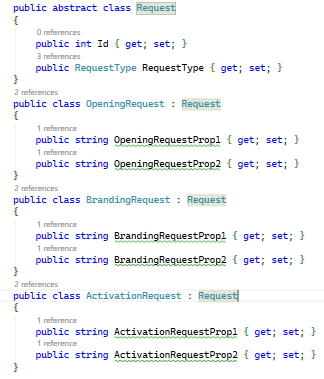 public abstract class Request
{
0 references
public int Id { get; set; }
3 references
public RequestType RequestType { get; set; }
}
2 references
public class OpeningRequest : Request
{
1 reference
public string OpeningRequestProp1 { get; set; }
1 reference
public string OpeningRequestProp2 { get; set; }
}
2 references
public class BrandingRequest : Request
{
1 reference
public string BrandingRequestProp1 { get; set; }
1 reference
public string BrandingRequestProp2 { get; set; }
}
2 references
public class ActivationRequest : Request
{
1 reference
public string ActivationRequestProp1 { get; set; }
1 reference
public string ActivationRequestProp2 { get; set; }
}